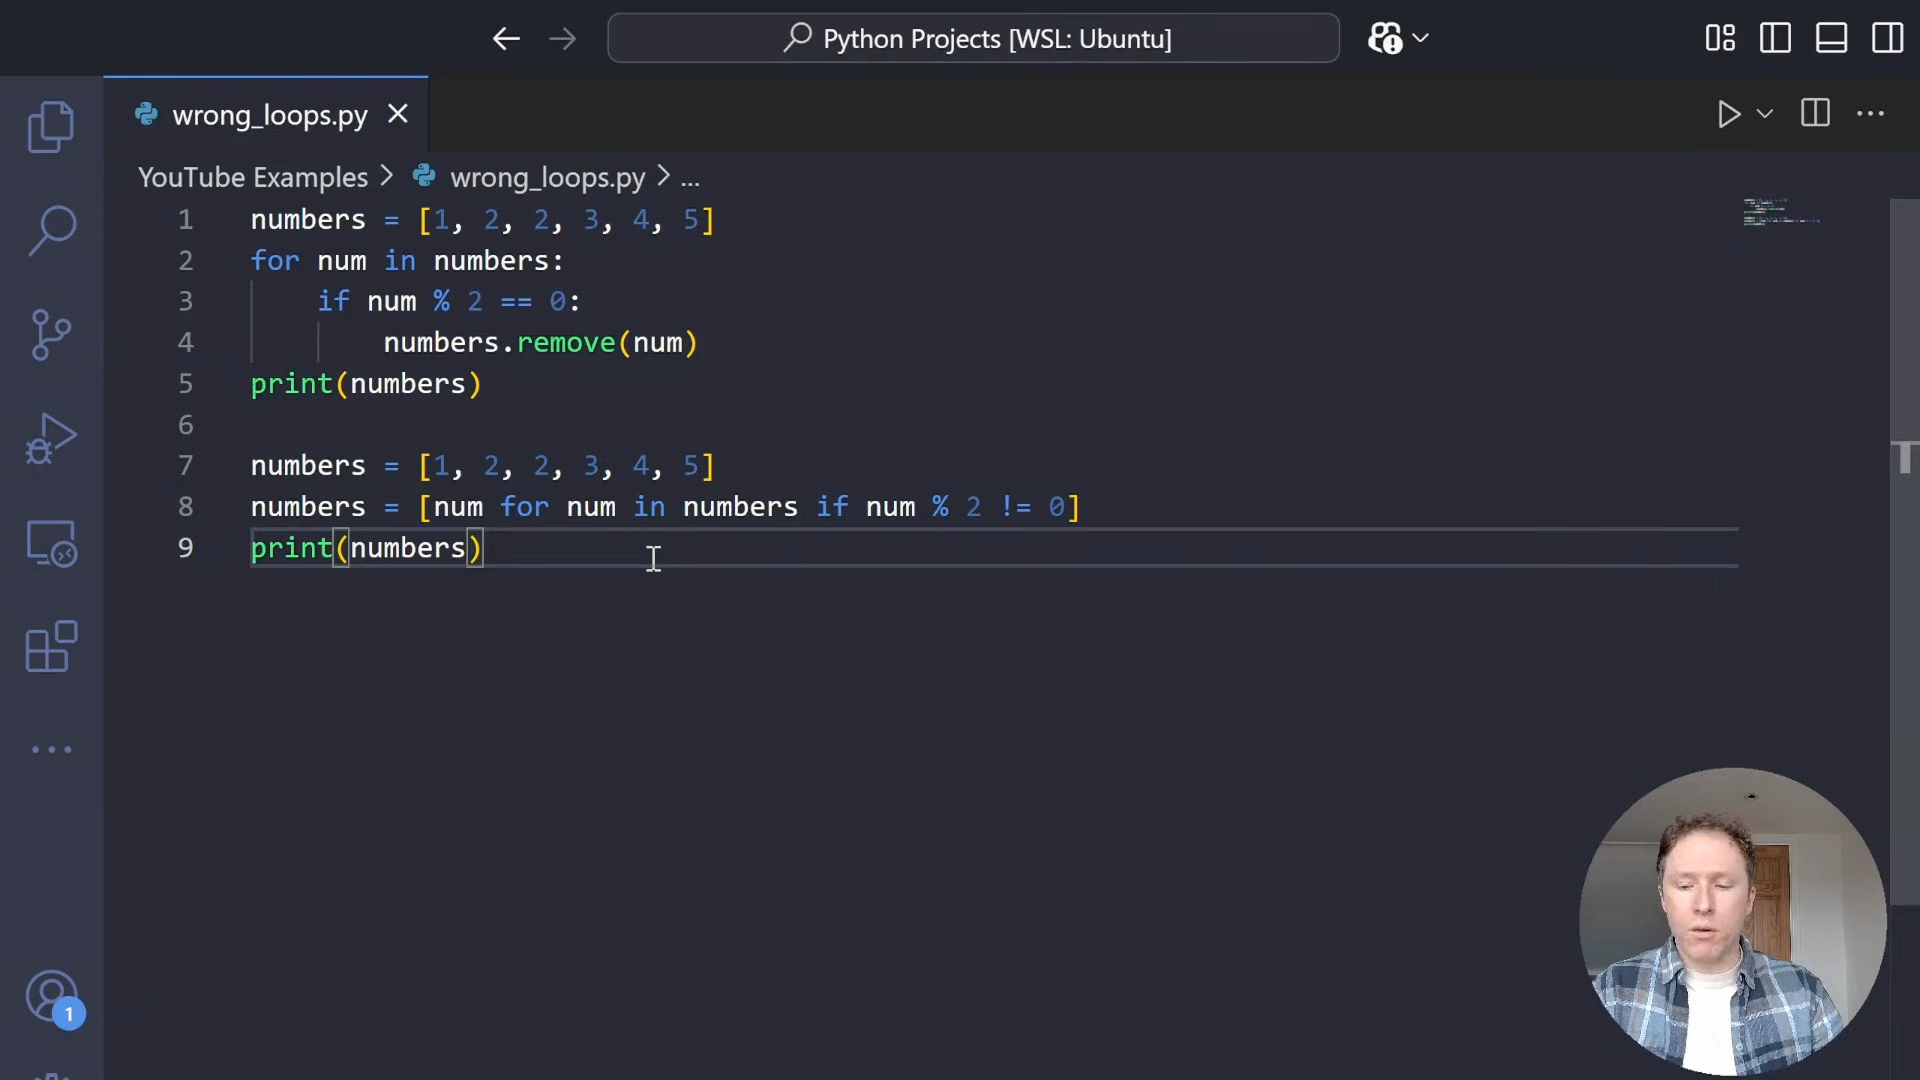 Python Projects [WSL: Ubuntu]
wrong_loops.py
YouTube Examples > wrong_loops.py > ...
1 numbers = [1, 2, 2, 3, 4, 5]
2 for num in numbers:
3 if num % 2 == 0:
4 numbers.remove(num)
5 print(numbers)
6
7 numbers = [1, 2, 2, 3, 4, 5]
8 numbers = [num for num in numbers if num % 2 != 0]
9 print(numbers)
1